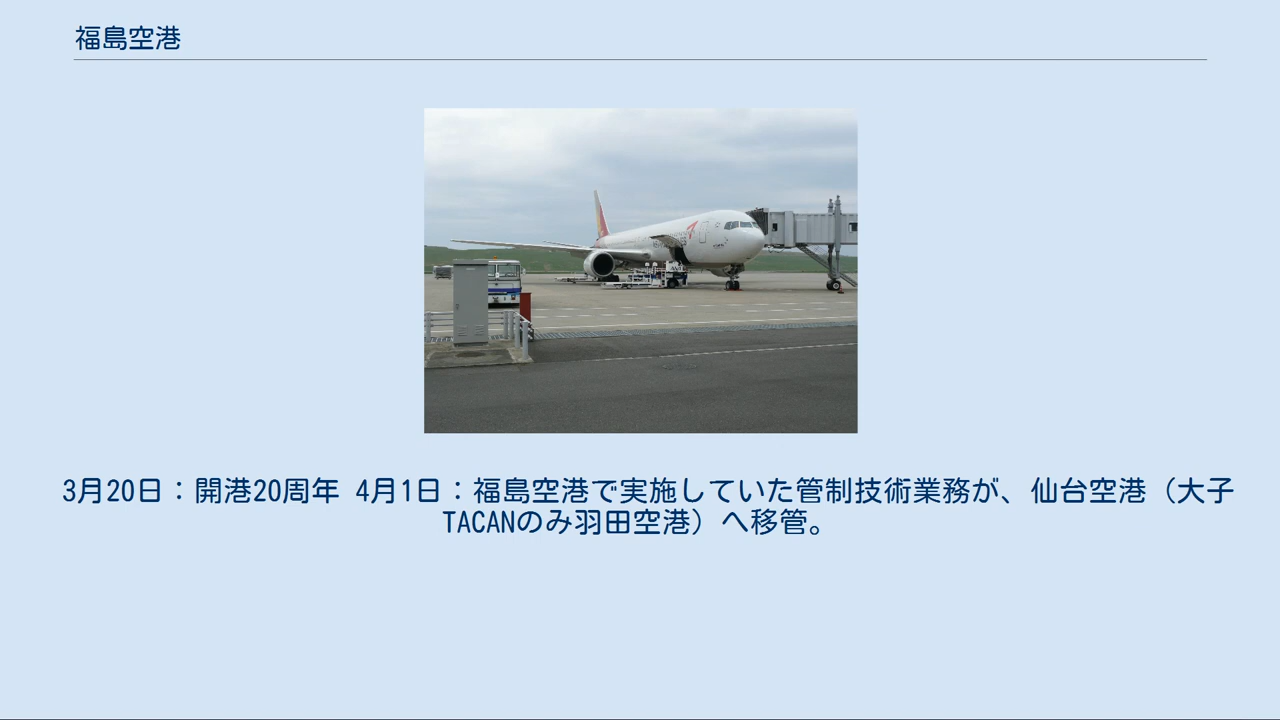 福島空港
3月20日：開港20周年 4月1日：福島空港で実施していた管制技術業務が、仙台空港（大子
TACANのみ羽田空港）へ移管。